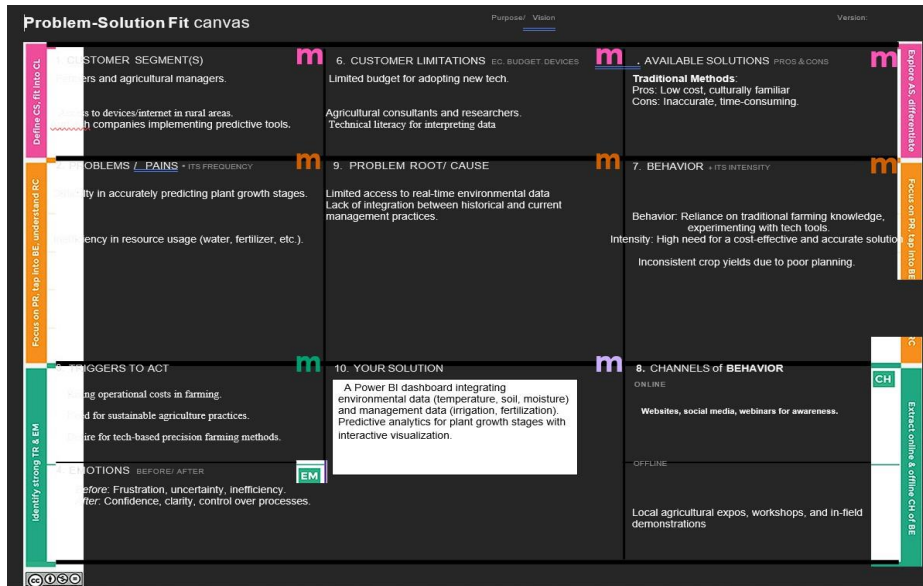 Problem-Solution Fit canvas
Purpose/ Vision
Version:
Define CS, fit into CL
CUSTOMER SEGMENT(S)
ers and agricultural managers.
s to devices/internet in rural areas.
h companies implementing predictive tools.
m
6. CUSTOMER LIMITATIONS EC. BUDGET. DEVICES
Limited budget for adopting new tech.
Agricultural consultants and researchers.
Technical literacy for interpreting data
m
. AVAILABLE SOLUTIONS PROS & CONS
Traditional Methods:
Pros: Low cost, culturally familiar
Cons: Inaccurate, time-consuming.
m
Explore AS, differentiate
Focus on PR, tap into BE, understand RC
OBLEMS / PAINS + ITS FREQUENCY
lty in accurately predicting plant growth stages.
iency in resource usage (water, fertilizer, etc.).
m
9. PROBLEM ROOT/ CAUSE
Limited access to real-time environmental data
Lack of integration between historical and current
management practices.
m
7. BEHAVIOR + ITS INTENSITY
Behavior: Reliance on traditional farming knowledge,
experimenting with tech tools.
Intensity: High need for a cost-effective and accurate solution
Inconsistent crop yields due to poor planning.
m
Focus on PR, tap into BE
RC
Identify strong TR & EM
TRIGGERS TO ACT
ng operational costs in farming.
d for sustainable agriculture practices.
ire for tech-based precision farming methods.
m
EMOTIONS BEFORE/ AFTER
efore: Frustration, uncertainty, inefficiency.
fter: Confidence, clarity, control over processes.
EM
10. YOUR SOLUTION
A Power BI dashboard integrating
environmental data (temperature, soil, moisture)
and management data (irrigation, fertilization).
Predictive analytics for plant growth stages with
interactive visualization.
m
8. CHANNELS of BEHAVIOR
ONLINE
Websites, social media, webinars for awareness.
CH
OFFLINE
Local agricultural expos, workshops, and in-field
demonstrations
Extract online & offline CH of BE